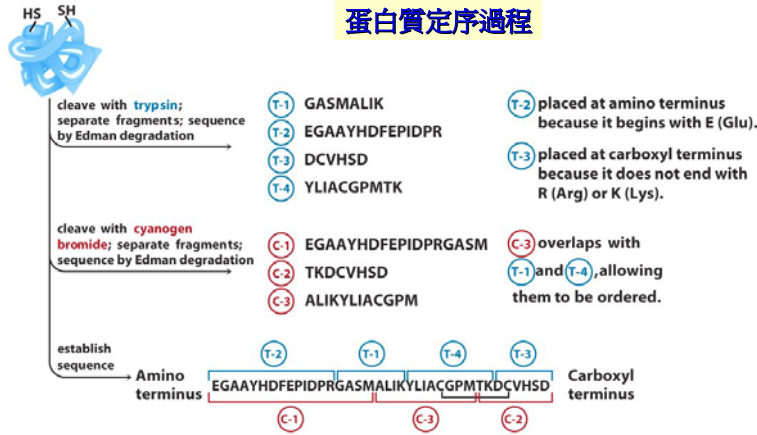 蛋白質定序過程
HS SH
cleave with trypsin;
separate fragments; sequence
by Edman degradation
T-1 GASMALIK
T-2 EGAAYHDFEPIDPR
T-3 DCVHSD
T-4 YLIACGPMTK
T-2 placed at amino terminus
because it begins with E (Glu).
T-3 placed at carboxyl terminus
because it does not end with
R (Arg) or K (Lys).
cleave with cyanogen
bromide; separate fragments;
sequence by Edman degradation
C-1 EGAAYHDFEPIDPRGASM
C-2 TKDCVHSD
C-3 ALIKYLIACGPM
C-3 overlaps with
T-1 and T-4, allowing
them to be ordered.
establish
sequence
Amino
terminus
T-2 T-1 T-4 T-3
EGAAYHDFEPIDPRGASMALIKYLIACGPMTKDCVHSD
C-1 C-3 C-2
Carboxyl
terminus